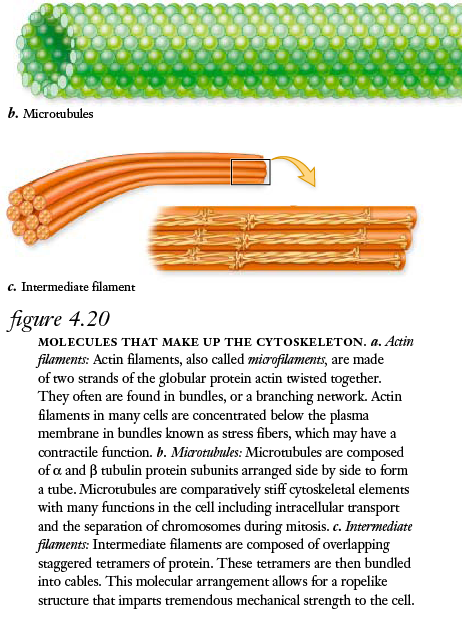 b. Microtubules
c. Intermediate filament
figure 4.20
MOLECULES THAT MAKE UP THE CYTOSKELETON. a. Actin
filaments: Actin filaments, also called microfilaments, are made
of two strands of the globular protein actin twisted together.
They often are found in bundles, or a branching network. Actin
filaments in many cells are concentrated below the plasma
membrane in bundles known as stress fibers, which may have a
contractile function. b. Microtubules: Microtubules are composed
of α and β tubulin protein subunits arranged side by side to form
a tube. Microtubules are comparatively stiff cytoskeletal elements
with many functions in the cell including intracellular transport
and the separation of chromosomes during mitosis. c. Intermediate
filaments: Intermediate filaments are composed of overlapping
staggered tetramers of protein. These tetramers are then bundled
into cables. This molecular arrangement allows for a ropelike
structure that imparts tremendous mechanical strength to the cell.